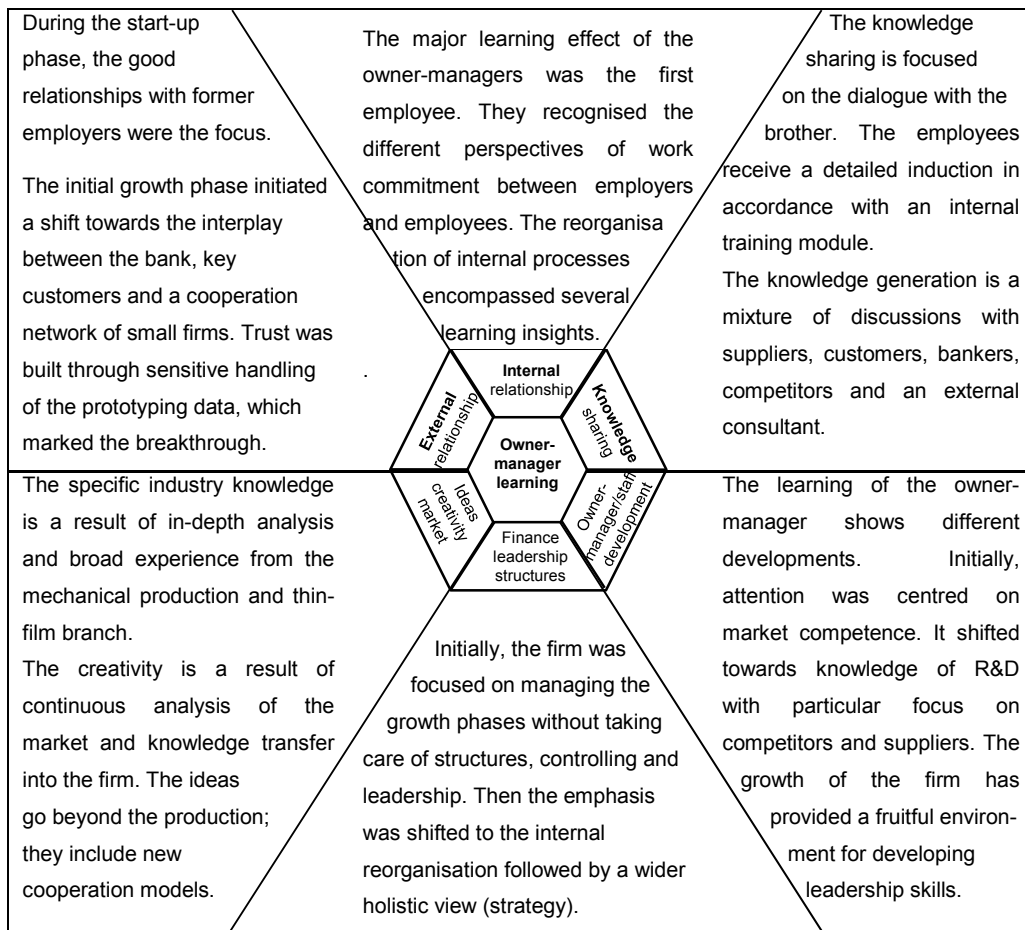 During the start-up
phase, the good
relationships with former
employers were the focus.
The initial growth phase initiated
a shift towards the interplay
between the bank, key
customers and a cooperation
network of small firms. Trust was
built through sensitive handling
of the prototyping data, which
marked the breakthrough.
The major learning effect of the
owner-managers was the first
employee. They recognised the
different perspectives of work
commitment between employers
and employees. The reorganisa
tion of internal processes
encompassed several
learning insights.
.
The knowledge
sharing is focused
on the dialogue with the
brother. The employees
receive a detailed induction in
accordance with an internal
training module.
The knowledge generation is a
mixture of discussions with
suppliers, customers, bankers,
competitors and an external
consultant.
External
relationship
Internal
relationship
Knowledge
sharing
Owner-
manager
learning
Ideas
creativity
market
Finance
leadership
structures
Owner-
manager/staff
development
The specific industry knowledge
is a result of in-depth analysis
and broad experience from the
mechanical production and thin-
film branch.
The creativity is a result of
continuous analysis of the
market and knowledge transfer
into the firm. The ideas
go beyond the production;
they include new
cooperation models.
Initially, the firm was
focused on managing the
growth phases without taking
care of structures, controlling and
leadership. Then the emphasis
was shifted to the internal
reorganisation followed by a wider
holistic view (strategy).
The learning of the owner-
manager shows different
developments. Initially,
attention was centred on
market competence. It shifted
towards knowledge of R&D
with particular focus on
competitors and suppliers. The
growth of the firm has
provided a fruitful environ-
ment for developing
leadership skills.